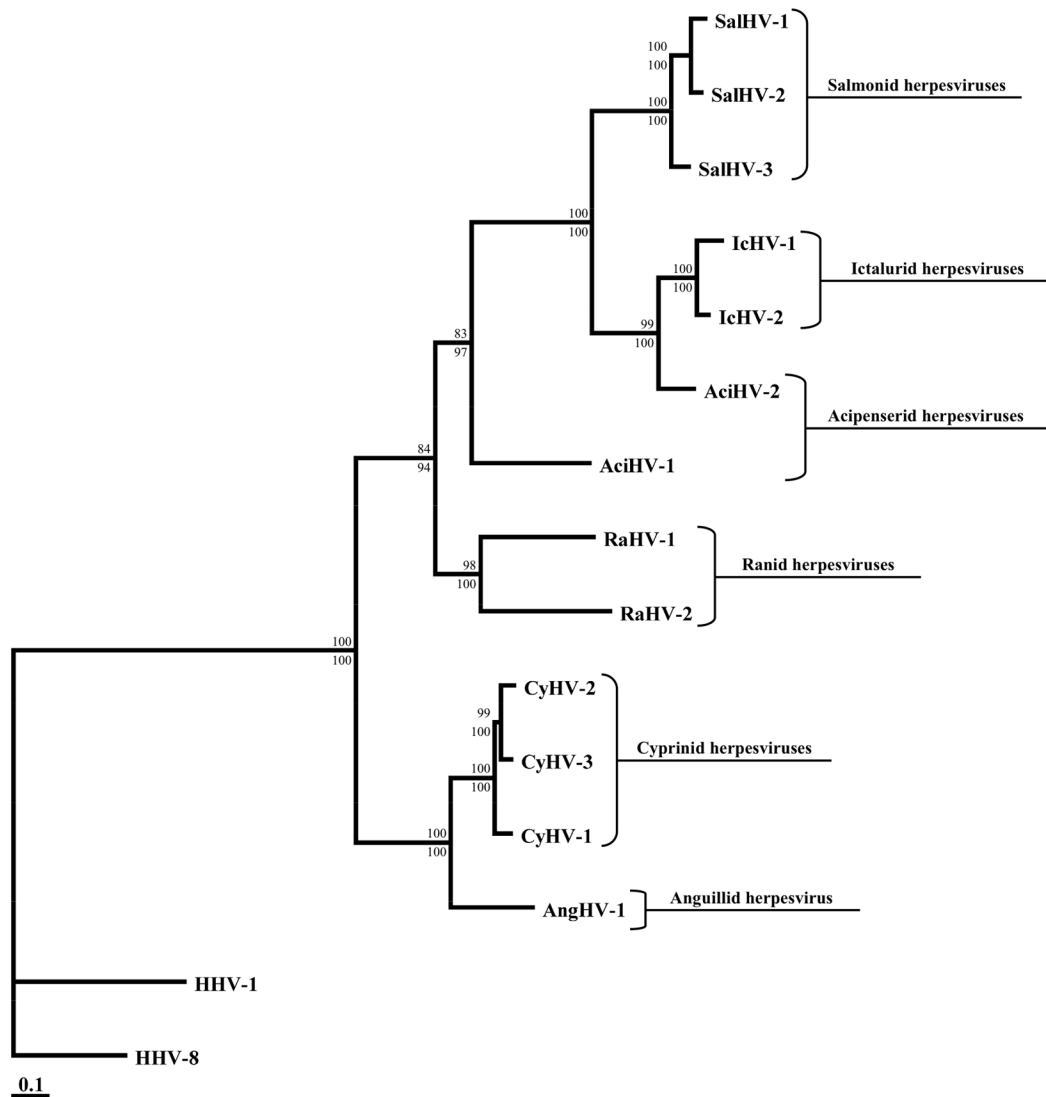 SalHV-1
100
100
Salmonid herpesviruses
SalHV-2
100
100
SalHV-3
100
100
IcHV-1
100
100
Ictalurid herpesviruses
IcHV-2
99
100
83
97
AciHV-2
Acipenserid herpesviruses
84
94
AciHV-1
RaHV-1
98
100
Ranid herpesviruses
RaHV-2
100
100
CyHV-2
99
100
Cyprinid herpesviruses
CyHV-3
100
100
CyHV-1
100
100
AngHV-1
Anguillid herpesvirus
HHV-1
HHV-8
0.1